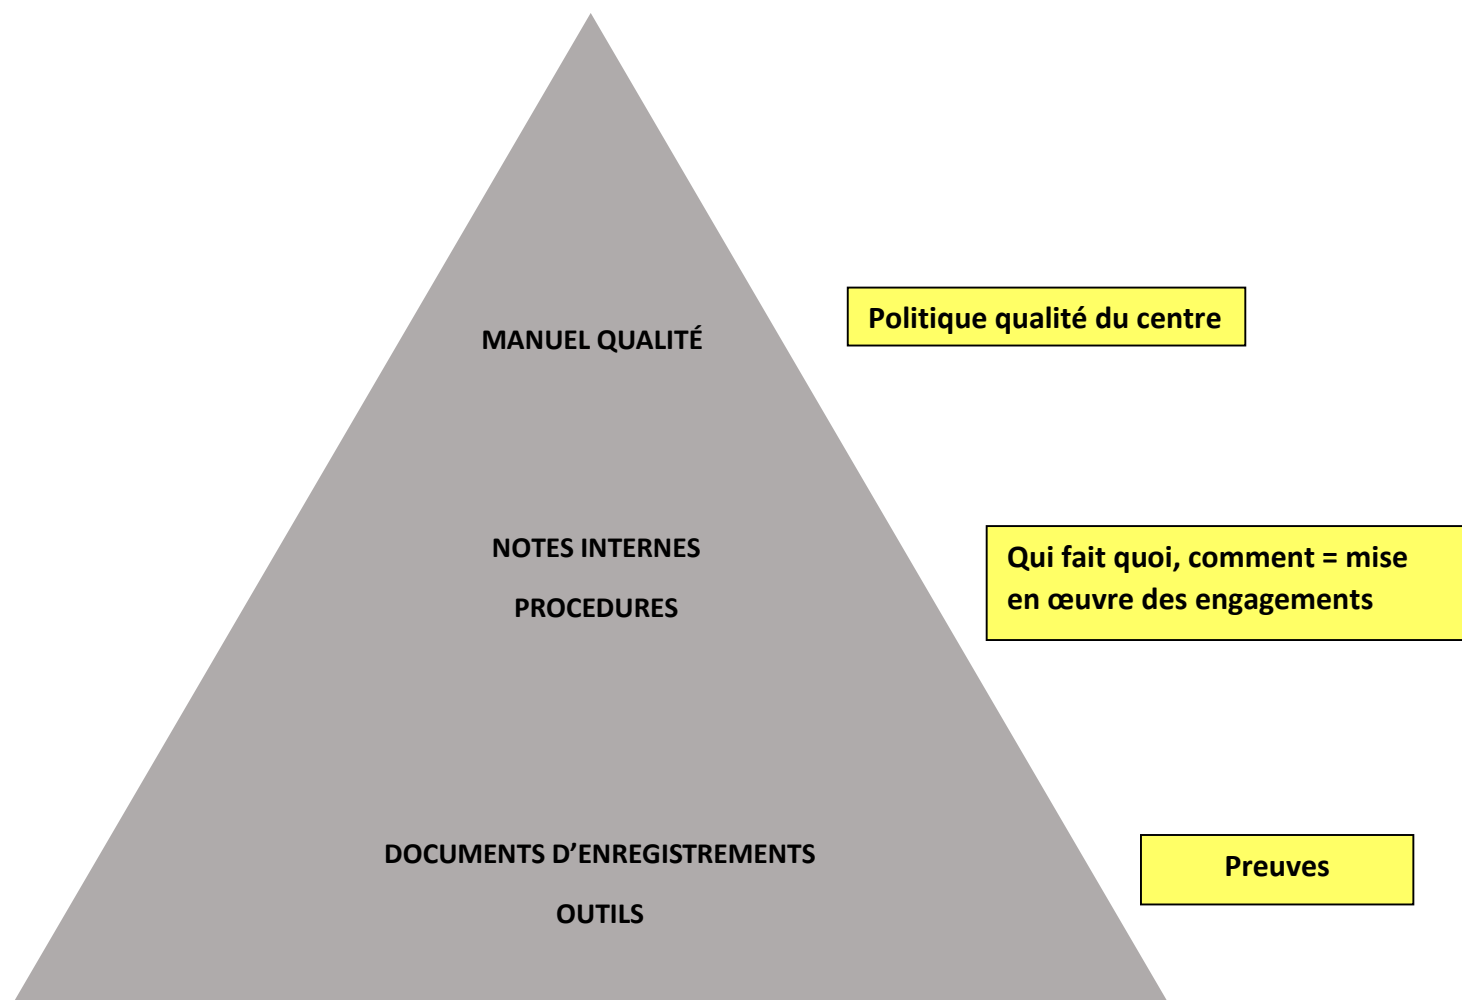 Politique qualité du centre
MANUEL QUALITÉ
NOTES INTERNES
PROCEDURES
Qui fait quoi, comment = mise
en œuvre des engagements
DOCUMENTS D’ENREGISTREMENTS
OUTILS
Preuves